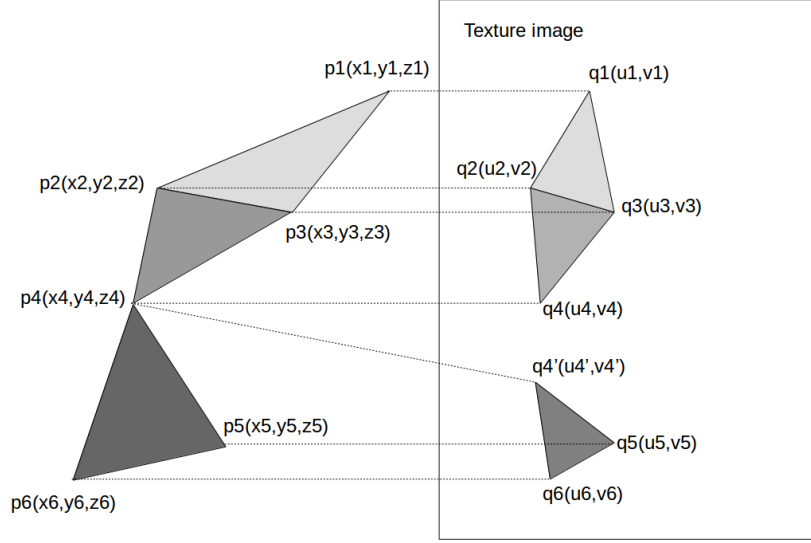 Texture image
p1(x1,y1,z1)
q1(u1,v1)
p2(x2,y2,z2)
q2(u2,v2)
q3(u3,v3)
p3(x3,y3,z3)
p4(x4,y4,z4)
q4(u4,v4)
q4’(u4’,v4’)
p5(x5,y5,z5)
q5(u5,v5)
q6(u6,v6)
p6(x6,y6,z6)